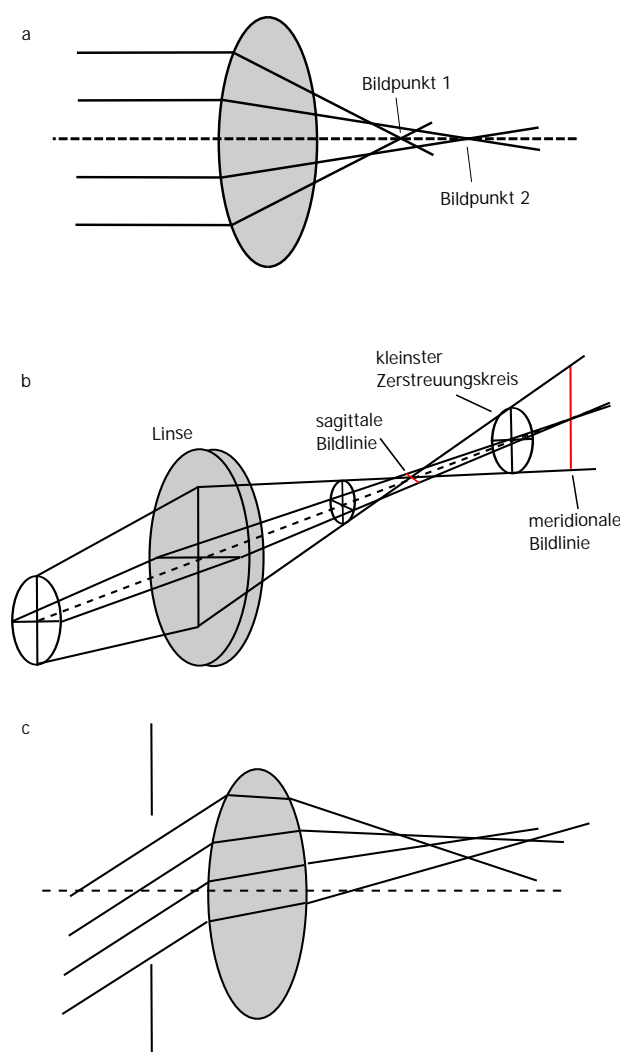 a
Bildpunkt 1
Bildpunkt 2
b
kleinster
Zerstreuungskreis
sagittale
Bildlinie
Linse
meridionale
Bildlinie
c